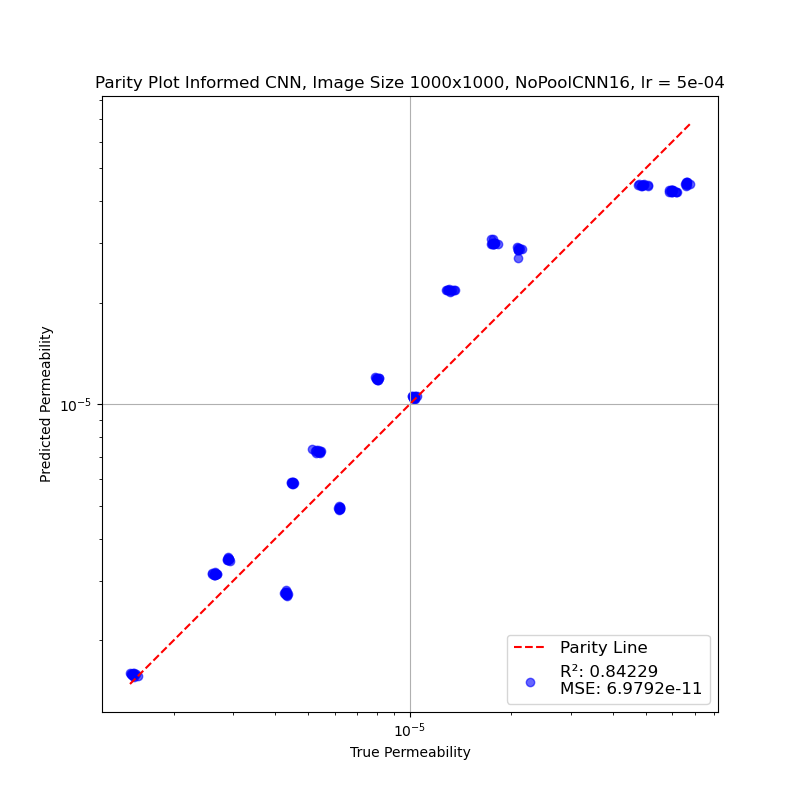 Parity Plot Informed CNN, Image Size 1000x1000, NoPoolCNN16, lr = 5e-04
Predicted Permeability
10⁻⁵
Parity Line
R²: 0.84229
MSE: 6.9792e-11
10⁻⁵
True Permeability